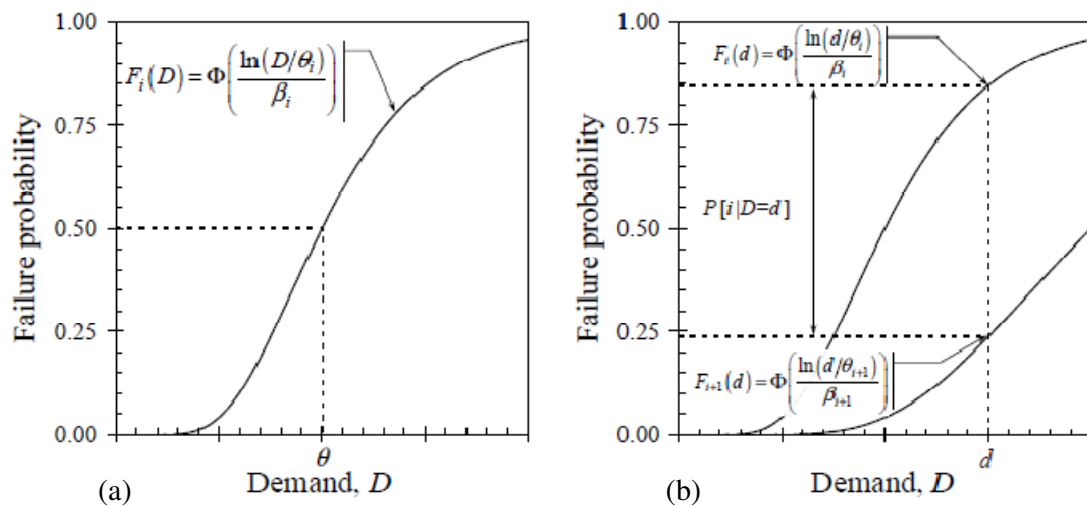 1.00
0.75
0.50
0.25
0.00
Failure probability
F_i(D) = Φ(ln(D/θ_i)/β_i)|
θ
(a) Demand, D
1.00
0.75
0.50
0.25
0.00
Failure probability
F_i(d) = Φ(ln(d/θ_i)/β_i)|
P[i|D=d]
F_{i+1}(d) = Φ(ln(d/θ_{i+1})/β_{i+1})|
d
(b) Demand, D